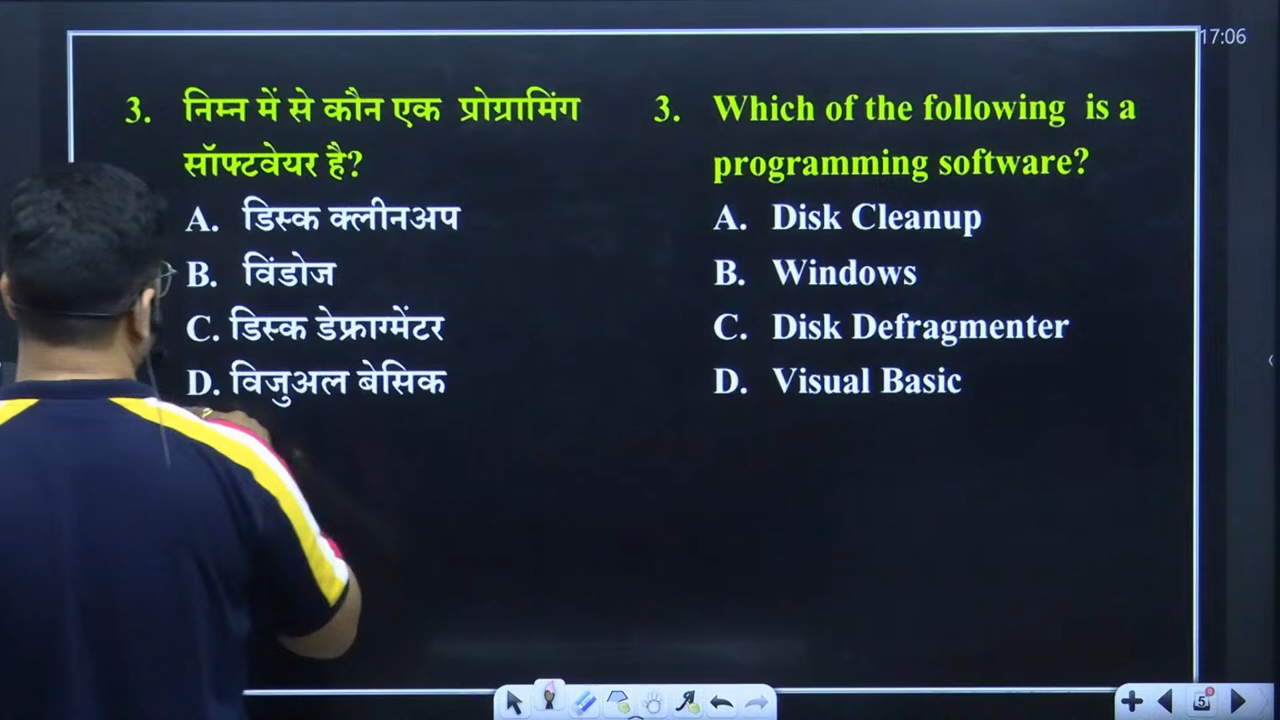 17:06
3. निम्न में से कौन एक प्रोग्रामिंग
सॉफ्टवेयर है?
A. डिस्क क्लीनअप
B. विंडोज
C. डिस्क डेफ्राग्मेंटर
D. विजुअल बेसिक
3. Which of the following is a
programming software?
A. Disk Cleanup
B. Windows
C. Disk Defragmenter
D. Visual Basic
5